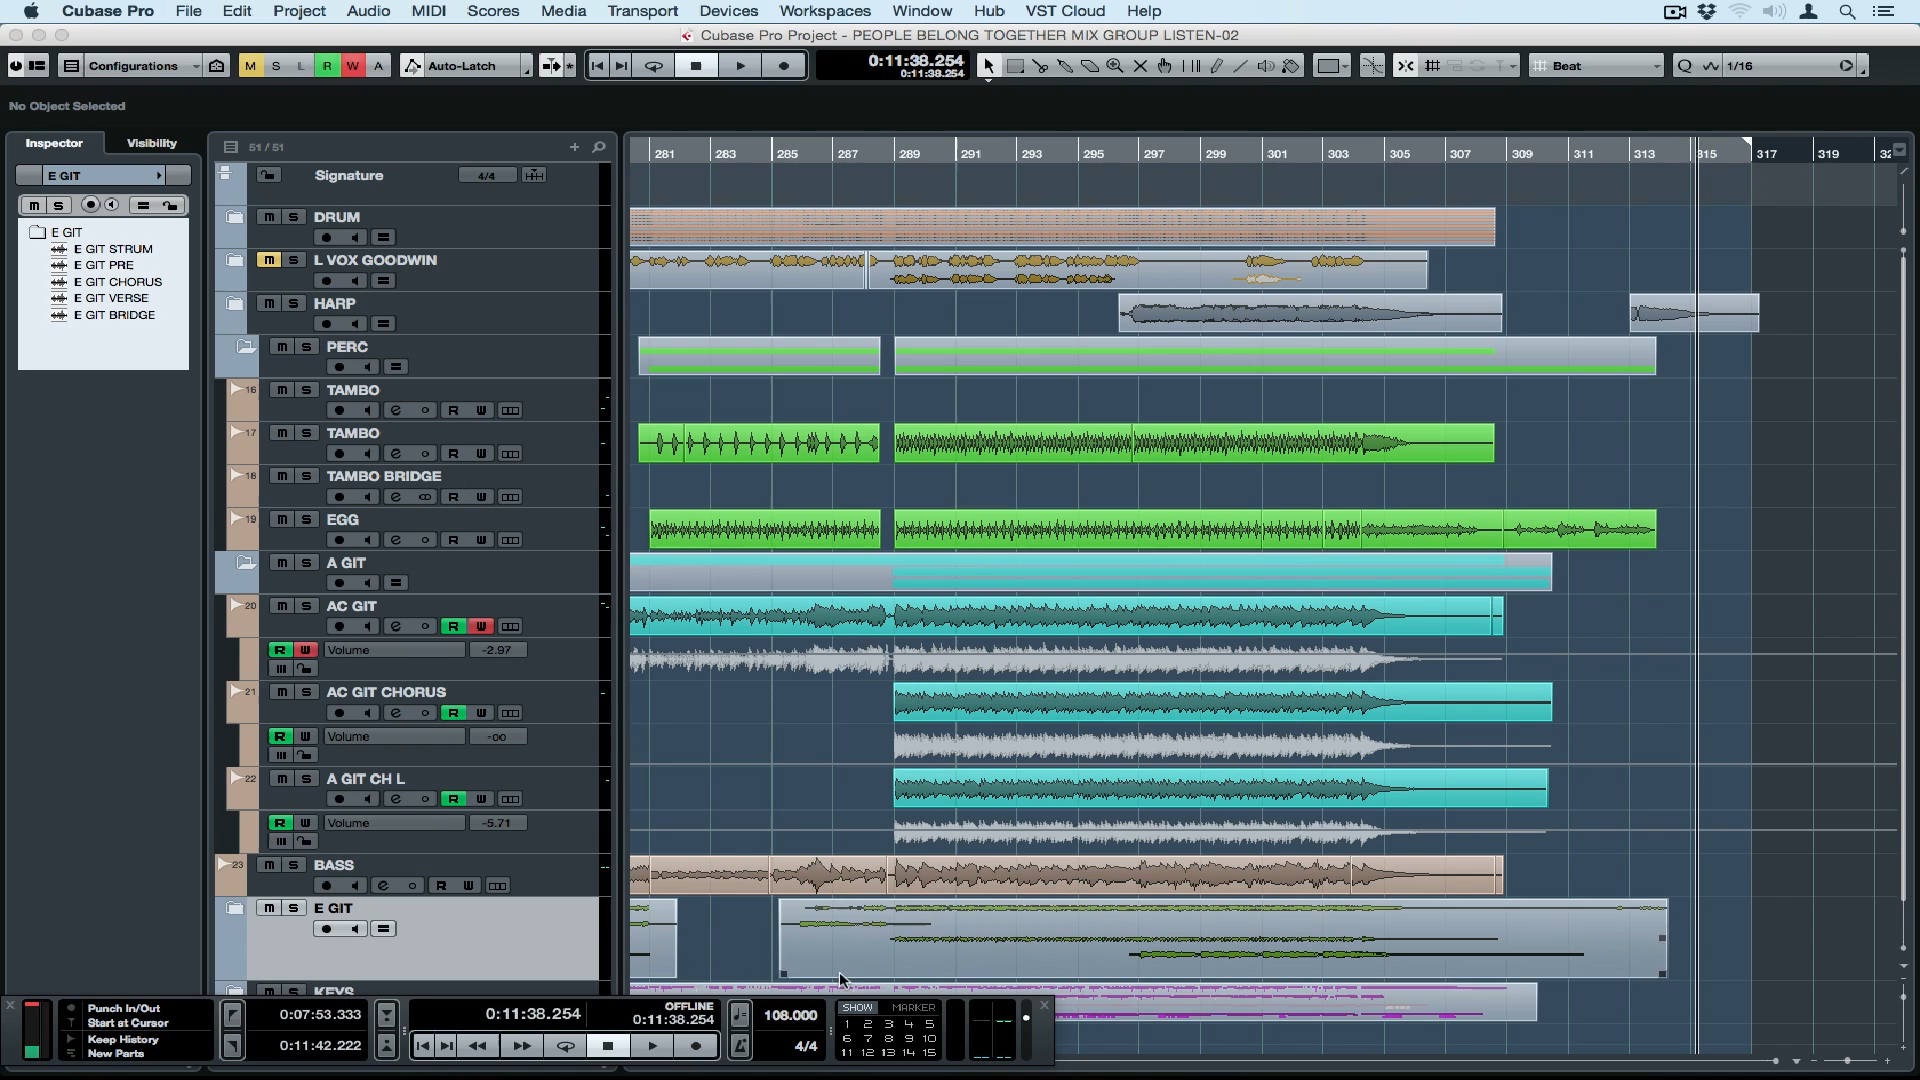 Cubase Pro File Edit Project Audio MIDI Scores Media Transport Devices Workspaces Window Hub VST Cloud Help
Cubase Pro Project - PEOPLE BELONG TOGETHER MIX GROUP LISTEN-02
Configurations M S L R W A Auto-Latch 0:11:38.254 Beat Q 1/16
0:11:38.254
No Object Selected
Inspector Visibility 51 / 51
281 283 285 287 289 291 293 295 297 299 301 303 305 307 309 311 313 315 317 319
E GIT
m S
E GIT
E GIT STRUM
E GIT PRE
E GIT CHORUS
E GIT VERSE
E GIT BRIDGE
Signature 4/4
m S DRUM
m S L VOX GOODWIN
m S HARP
m S PERC
16 m S TAMBO
e R W
17 m S TAMBO
e R W
18 m S TAMBO BRIDGE
e R W
19 m S EGG
e R W
m S A GIT
20 m S AC GIT
e R W
R W Volume -2.97
21 m S AC GIT CHORUS
e R W
R W Volume -oo
22 m S A GIT CH L
e R W
R W Volume -5.71
23 m S BASS
e R W
m S E GIT
m S KEYS
Punch In/Out
Start at Cursor
Keep History
New Parts
0:07:53.333
0:11:42.222
0:11:38.254
OFFLINE
0:11:38.254
108.000
4/4
SHOW MARKER
1 2 3 4 5
6 7 8 9 10
11 12 13 14 15